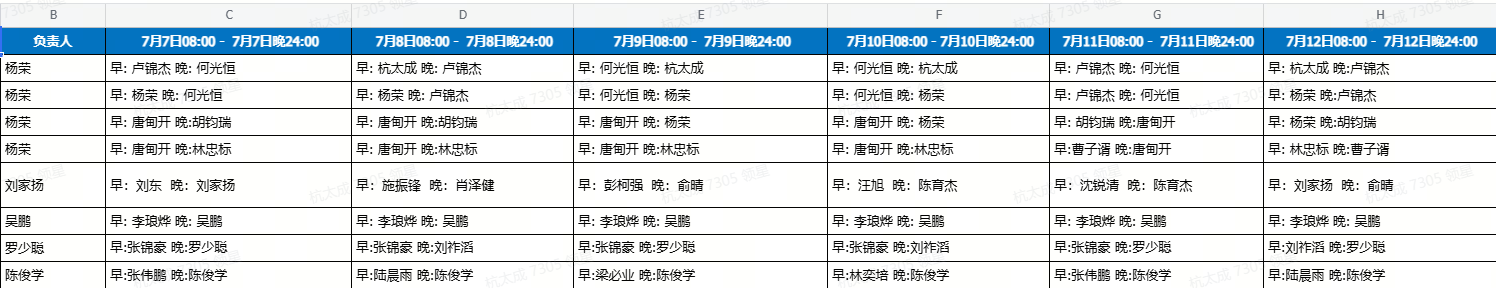 B C D E F G H
负责人 7月7日08:00 - 7月7日晚24:00 7月8日08:00 - 7月8日晚24:00 7月9日08:00 - 7月9日晚24:00 7月10日08:00 - 7月10日晚24:00 7月11日08:00 - 7月11日晚24:00 7月12日08:00 - 7月12日晚24:00
杨荣 早: 卢锦杰 晚: 何光恒 早: 杭太成 晚: 卢锦杰 早: 何光恒 晚: 杭太成 早: 何光恒 晚: 杭太成 早: 卢锦杰 晚: 何光恒 早: 杭太成 晚:卢锦杰
杨荣 早: 杨荣 晚: 何光恒 早: 杨荣 晚: 卢锦杰 早: 何光恒 晚: 杨荣 早: 何光恒 晚: 杨荣 早: 卢锦杰 晚: 何光恒 早: 杨荣 晚:卢锦杰
杨荣 早: 唐甸开 晚:胡钧瑞 早: 唐甸开 晚:胡钧瑞 早: 唐甸开 晚: 杨荣 早: 唐甸开 晚: 杨荣 早: 胡钧瑞 晚:唐甸开 早: 杨荣 晚:胡钧瑞
杨荣 早: 唐甸开 晚:林忠标 早: 唐甸开 晚:林忠标 早: 唐甸开 晚:林忠标 早: 唐甸开 晚:林忠标 早:曹子谞 晚:唐甸开 早: 林忠标 晚:曹子谞
刘家扬 早: 刘东 晚: 刘家扬 早: 施振锋 晚: 肖泽健 早: 彭柯强 晚: 俞晴 早: 汪旭 晚: 陈育杰 早: 沈锐清 晚: 陈育杰 早: 刘家扬 晚: 俞晴
吴鹏 早: 李琅烨 晚: 吴鹏 早: 李琅烨 晚: 吴鹏 早: 李琅烨 晚: 吴鹏 早: 李琅烨 晚: 吴鹏 早: 李琅烨 晚: 吴鹏 早: 李琅烨 晚: 吴鹏
罗少聪 早:张锦豪 晚:罗少聪 早:张锦豪 晚:刘祚滔 早:张锦豪 晚:罗少聪 早:张锦豪 晚:刘祚滔 早:张锦豪 晚:罗少聪 早:刘祚滔 晚:罗少聪
陈俊学 早:张伟鹏 晚:陈俊学 早:陆晨雨 晚:陈俊学 早:梁必业 晚:陈俊学 早:林奕培 晚:陈俊学 早:张伟鹏 晚:陈俊学 早:陆晨雨 晚:陈俊学
杭太成 7305 领星